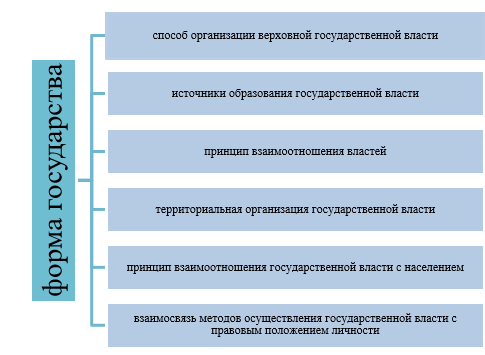 форма государства
способ организации верховной государственной власти
источники образования государственной власти
принцип взаимоотношения властей
территориальная организация государственной власти
принцип взаимоотношения государственной власти с населением
взаимосвязь методов осуществления государственной власти с
правовым положением личности